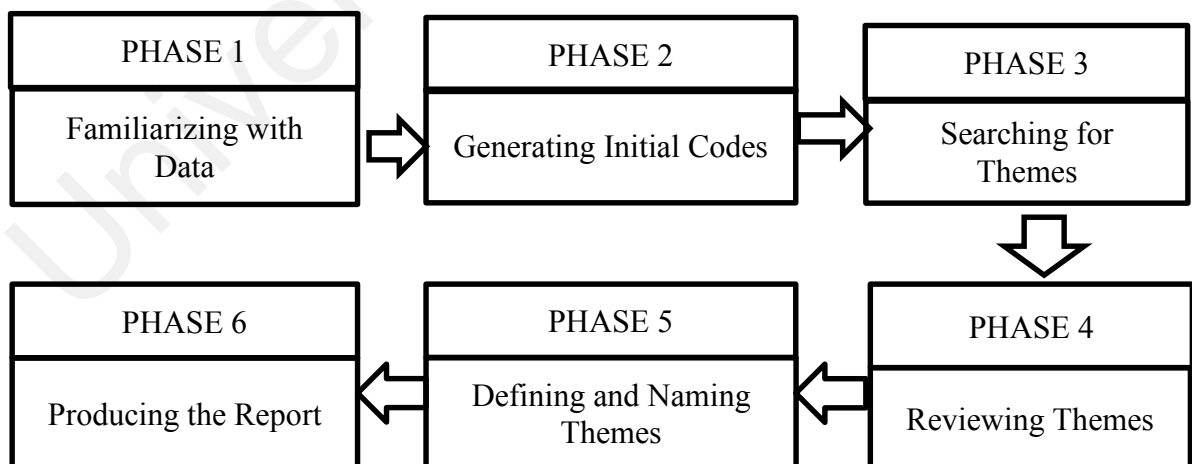 PHASE 1
Familiarizing with
Data
PHASE 2
Generating Initial Codes
PHASE 3
Searching for
Themes
PHASE 4
Reviewing Themes
PHASE 5
Defining and Naming
Themes
PHASE 6
Producing the Report